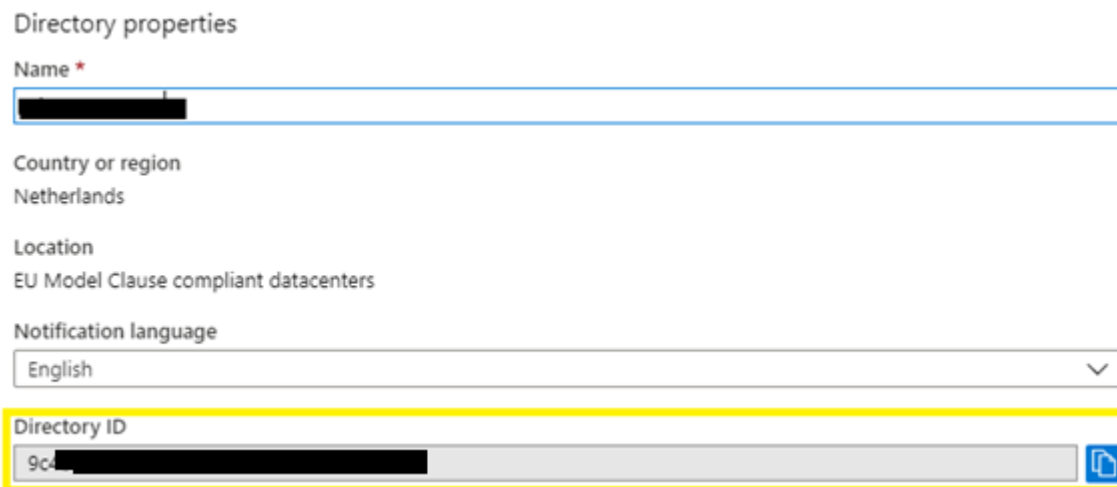 Directory properties
Name *
Country or region
Netherlands
Location
EU Model Clause compliant datacenters
Notification language
English
Directory ID
9c4